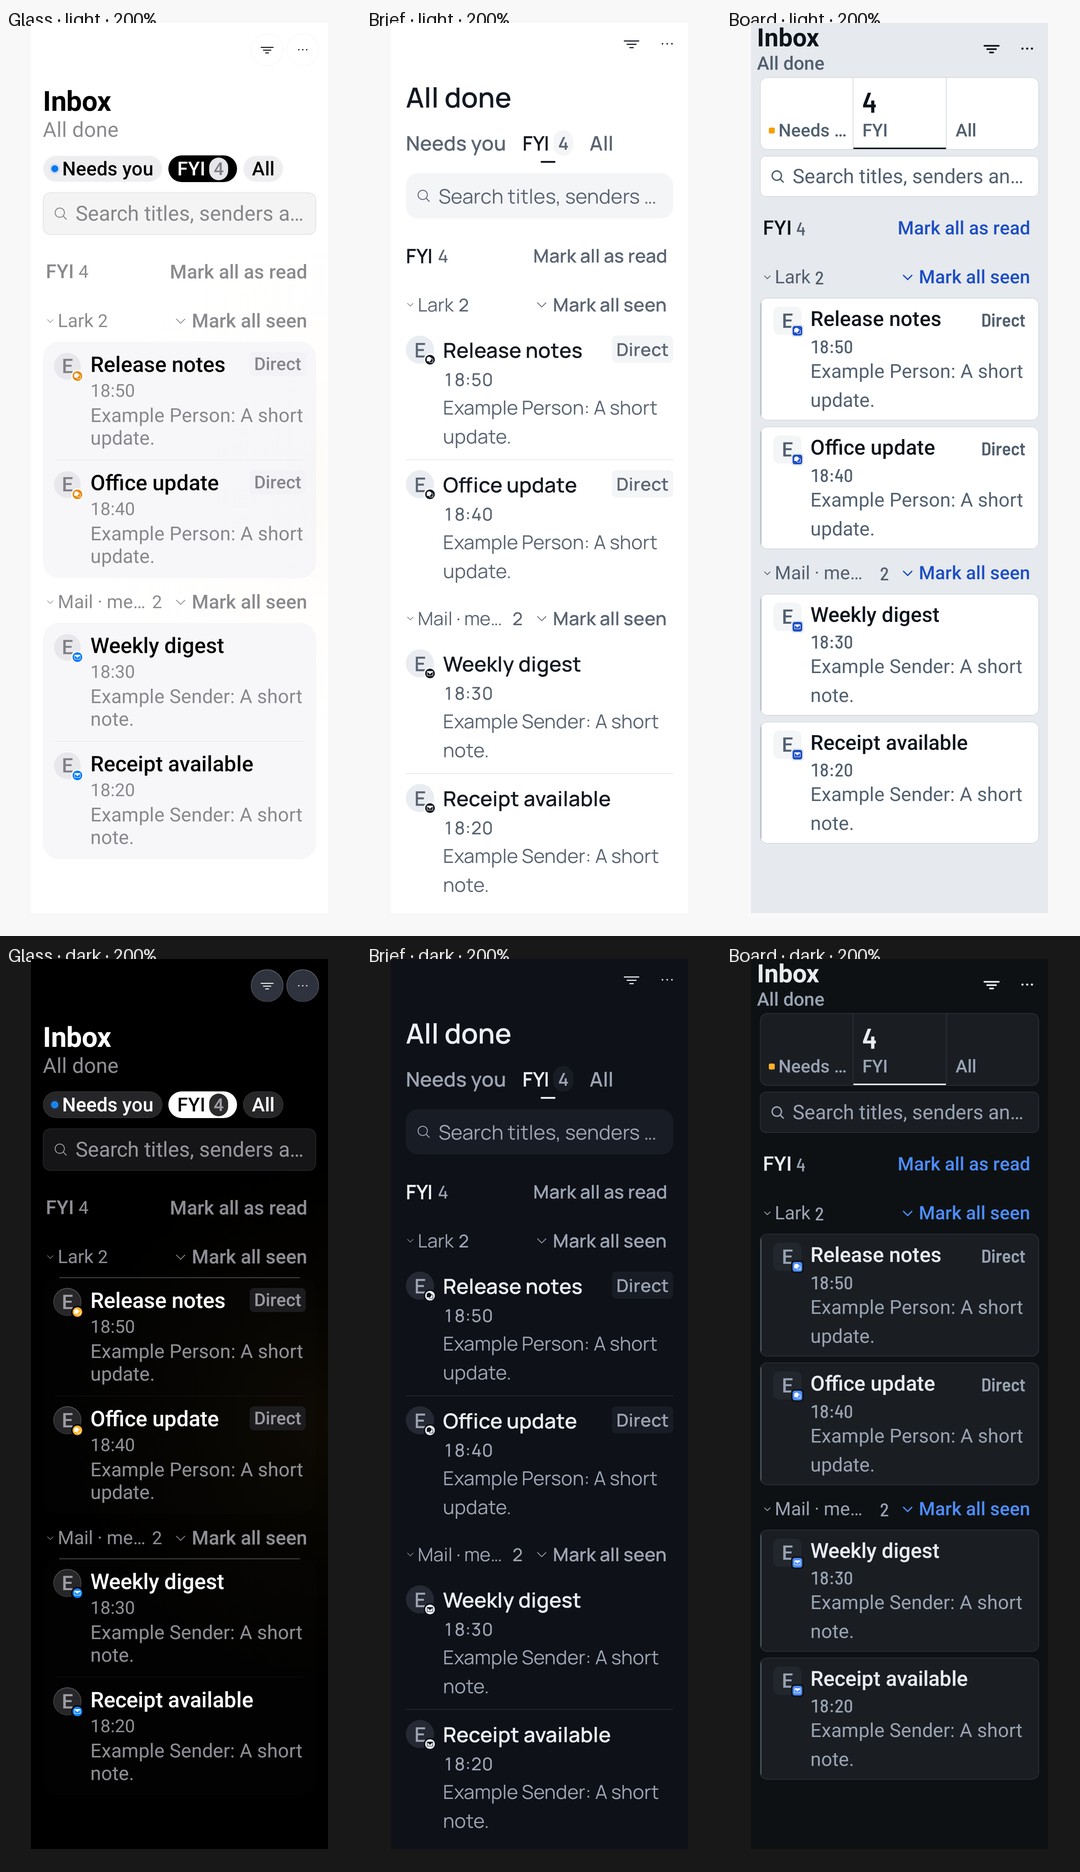 Glass · light · 200%
Inbox
All done
Needs you FYI 4 All
Search titles, senders a...
FYI 4 Mark all as read
Lark 2 Mark all seen
E Release notes Direct
18:50
Example Person: A short
update.
E Office update Direct
18:40
Example Person: A short
update.
Mail · me... 2 Mark all seen
E Weekly digest
18:30
Example Sender: A short
note.
E Receipt available
18:20
Example Sender: A short
note.
Brief · light · 200%
All done
Needs you FYI 4 All
Search titles, senders ...
FYI 4 Mark all as read
Lark 2 Mark all seen
E Release notes Direct
18:50
Example Person: A short
update.
E Office update Direct
18:40
Example Person: A short
update.
Mail · me... 2 Mark all seen
E Weekly digest
18:30
Example Sender: A short
note.
E Receipt available
18:20
Example Sender: A short
note.
Board · light · 200%
Inbox
All done
4
Needs ... FYI All
Search titles, senders an...
FYI 4 Mark all as read
Lark 2 Mark all seen
E Release notes Direct
18:50
Example Person: A short
update.
E Office update Direct
18:40
Example Person: A short
update.
Mail · me... 2 Mark all seen
E Weekly digest
18:30
Example Sender: A short
note.
E Receipt available
18:20
Example Sender: A short
note.
Glass · dark · 200%
Inbox
All done
Needs you FYI 4 All
Search titles, senders a...
FYI 4 Mark all as read
Lark 2 Mark all seen
E Release notes Direct
18:50
Example Person: A short
update.
E Office update Direct
18:40
Example Person: A short
update.
Mail · me... 2 Mark all seen
E Weekly digest
18:30
Example Sender: A short
note.
E Receipt available
18:20
Example Sender: A short
note.
Brief · dark · 200%
All done
Needs you FYI 4 All
Search titles, senders ...
FYI 4 Mark all as read
Lark 2 Mark all seen
E Release notes Direct
18:50
Example Person: A short
update.
E Office update Direct
18:40
Example Person: A short
update.
Mail · me... 2 Mark all seen
E Weekly digest
18:30
Example Sender: A short
note.
E Receipt available
18:20
Example Sender: A short
note.
Board · dark · 200%
Inbox
All done
4
Needs ... FYI All
Search titles, senders an...
FYI 4 Mark all as read
Lark 2 Mark all seen
E Release notes Direct
18:50
Example Person: A short
update.
E Office update Direct
18:40
Example Person: A short
update.
Mail · me... 2 Mark all seen
E Weekly digest
18:30
Example Sender: A short
note.
E Receipt available
18:20
Example Sender: A short
note.